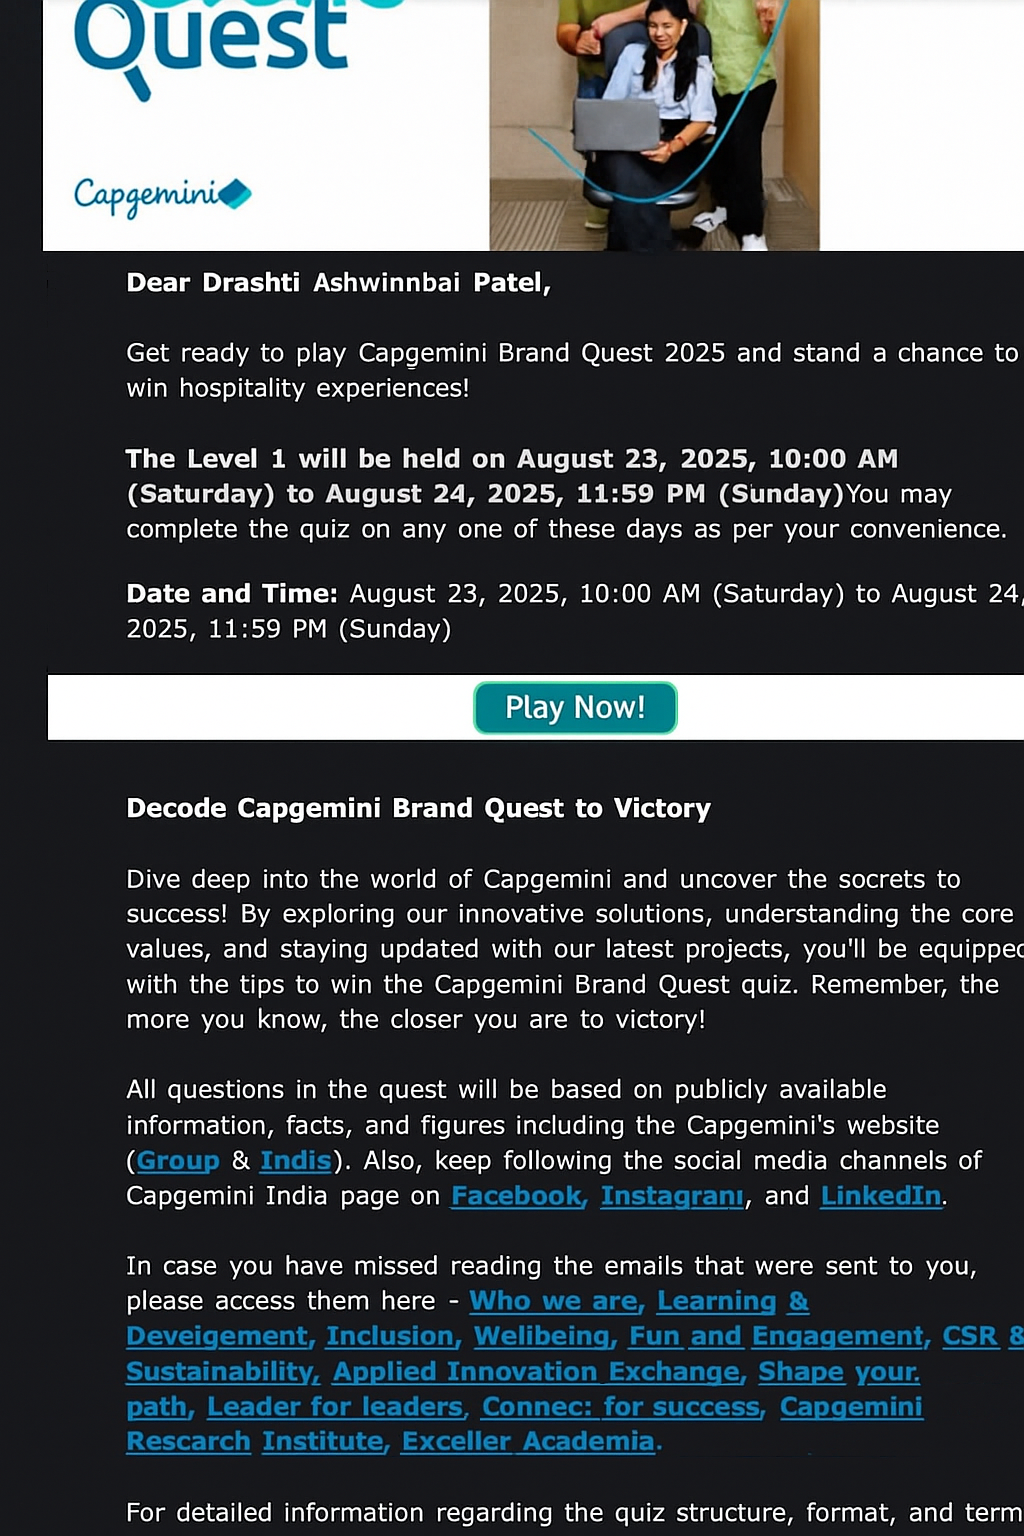 Quest
Capgemini
Dear Drashti Ashwinnbai Patel,
Get ready to play Capgemini Brand Quest 2025 and stand a chance to
win hospitality experiences!
The Level 1 will be held on August 23, 2025, 10:00 AM
(Saturday) to August 24, 2025, 11:59 PM (Sunday)You may
complete the quiz on any one of these days as per your convenience.
Date and Time: August 23, 2025, 10:00 AM (Saturday) to August 24,
2025, 11:59 PM (Sunday)
Play Now!
Decode Capgemini Brand Quest to Victory
Dive deep into the world of Capgemini and uncover the socrets to
success! By exploring our innovative solutions, understanding the core
values, and staying updated with our latest projects, you'll be equipped
with the tips to win the Capgemini Brand Quest quiz. Remember, the
more you know, the closer you are to victory!
All questions in the quest will be based on publicly available
information, facts, and figures including the Capgemini's website
(Group & Indis). Also, keep following the social media channels of
Capgemini India page on Facebook, Instagranı, and LinkedIn.
In case you have missed reading the emails that were sent to you,
please access them here - Who we are, Learning &
Deveigement, Inclusion, Welibeing, Fun and Engagement, CSR &
Sustainability, Applied Innovation Exchange, Shape your.
path, Leader for leaders, Connec: for success, Capgemini
Rescarch Institute, Exceller Academia.
For detailed information regarding the quiz structure, format, and term